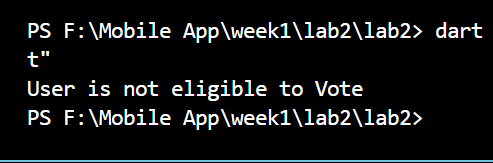 PS F:\Mobile App\week1\lab2\lab2> dart
t"
User is not eligible to Vote
PS F:\Mobile App\week1\lab2\lab2>